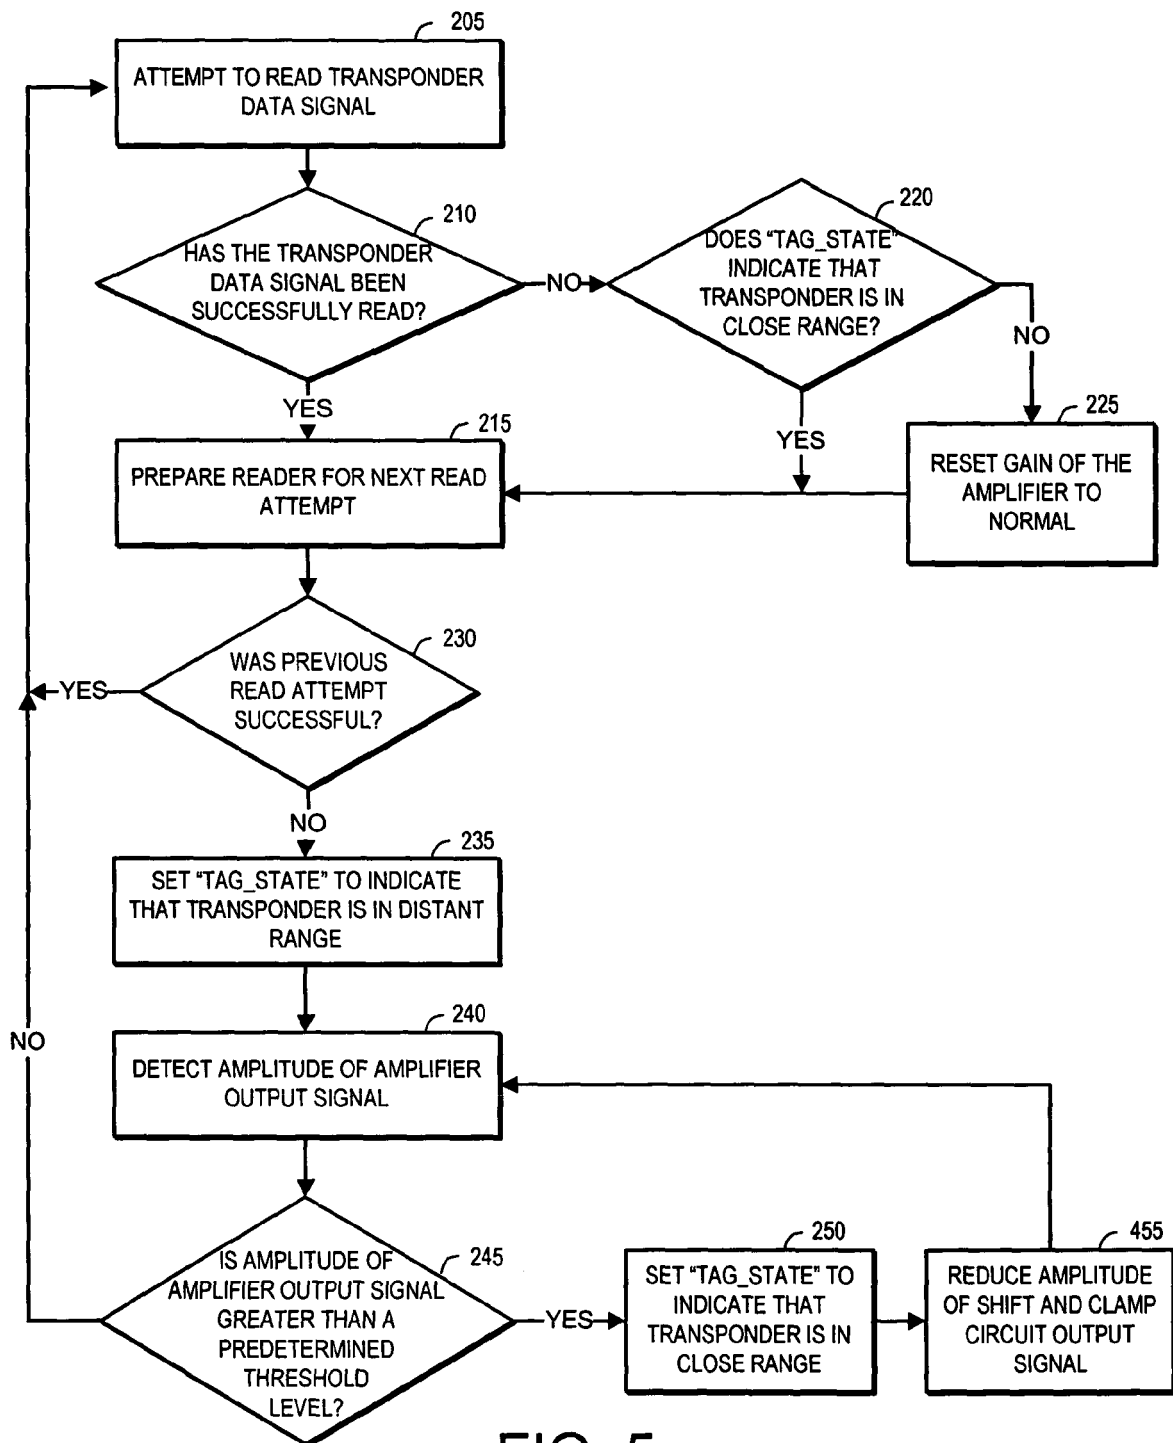 205
ATTEMPT TO READ TRANSPONDER
DATA SIGNAL
210
HAS THE TRANSPONDER
DATA SIGNAL BEEN
SUCCESSFULLY READ?
NO
220
DOES "TAG_STATE"
INDICATE THAT
TRANSPONDER IS IN
CLOSE RANGE?
NO
YES
YES
215
PREPARE READER FOR NEXT READ
ATTEMPT
225
RESET GAIN OF THE
AMPLIFIER TO
NORMAL
230
WAS PREVIOUS
READ ATTEMPT
SUCCESSFUL?
YES
NO
235
SET "TAG_STATE" TO INDICATE
THAT TRANSPONDER IS IN DISTANT
RANGE
240
DETECT AMPLITUDE OF AMPLIFIER
OUTPUT SIGNAL
NO
245
IS AMPLITUDE OF
AMPLIFIER OUTPUT SIGNAL
GREATER THAN A
PREDETERMINED
THRESHOLD
LEVEL?
YES
250
SET "TAG_STATE" TO
INDICATE THAT
TRANSPONDER IS IN
CLOSE RANGE
455
REDUCE AMPLITUDE
OF SHIFT AND CLAMP
CIRCUIT OUTPUT
SIGNAL
FIG. 5